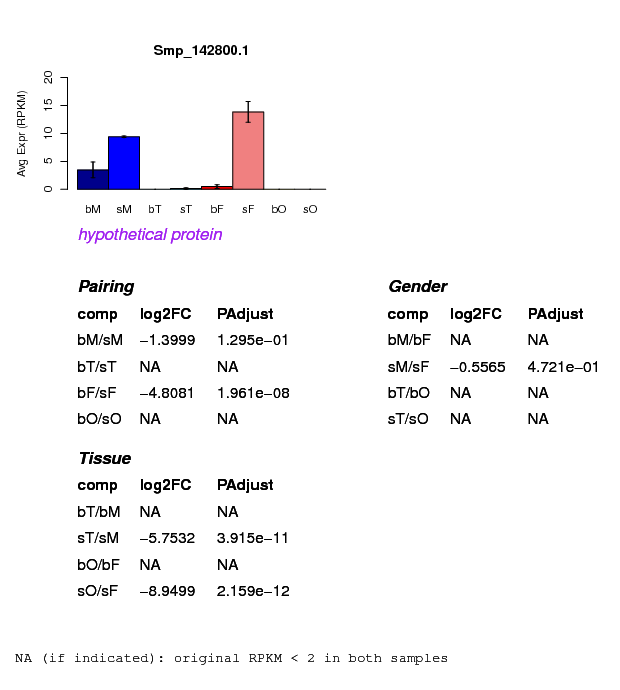 Smp_142800.1
Avg Expr (RPKM)
20
15
10
5
0
bM sM bT sT bF sF bO sO
hypothetical protein
Pairing
comp log2FC PAdjust
bM/sM −1.3999 1.295e−01
bT/sT NA NA
bF/sF −4.8081 1.961e−08
bO/sO NA NA
Gender
comp log2FC PAdjust
bM/bF NA NA
sM/sF −0.5565 4.721e−01
bT/bO NA NA
sT/sO NA NA
Tissue
comp log2FC PAdjust
bT/bM NA NA
sT/sM −5.7532 3.915e−11
bO/bF NA NA
sO/sF −8.9499 2.159e−12
NA (if indicated): original RPKM < 2 in both samples